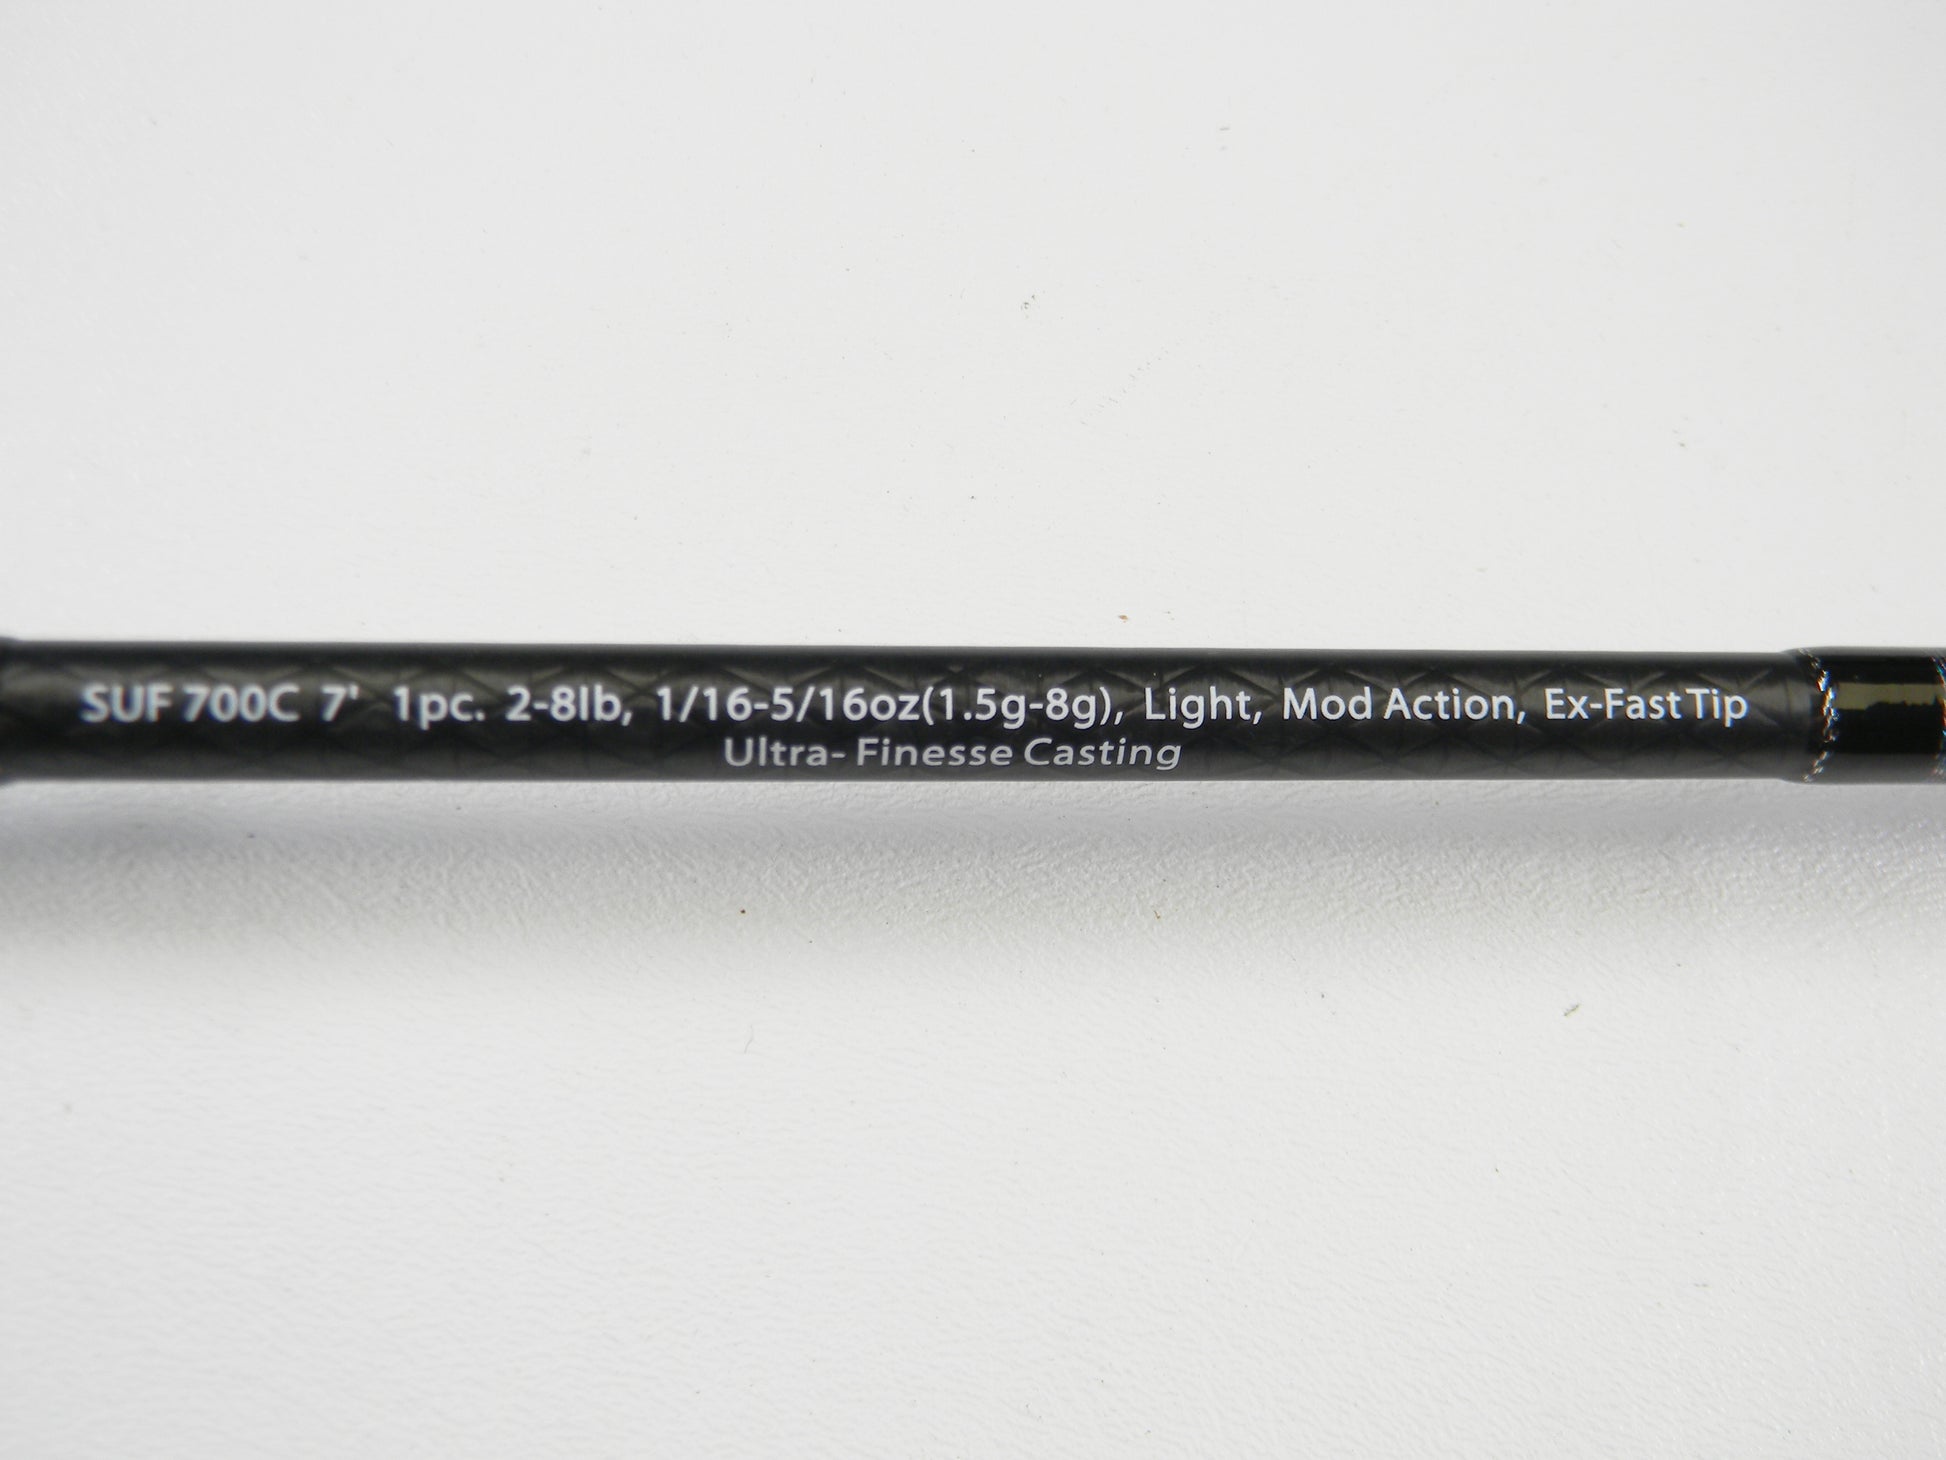 SUF 700C 7' 1pc. 2-8lb, 1/16-5/16oz(1.5g-8g), Light, Mod Action, Ex-Fast Tip
Ultra- Finesse Casting